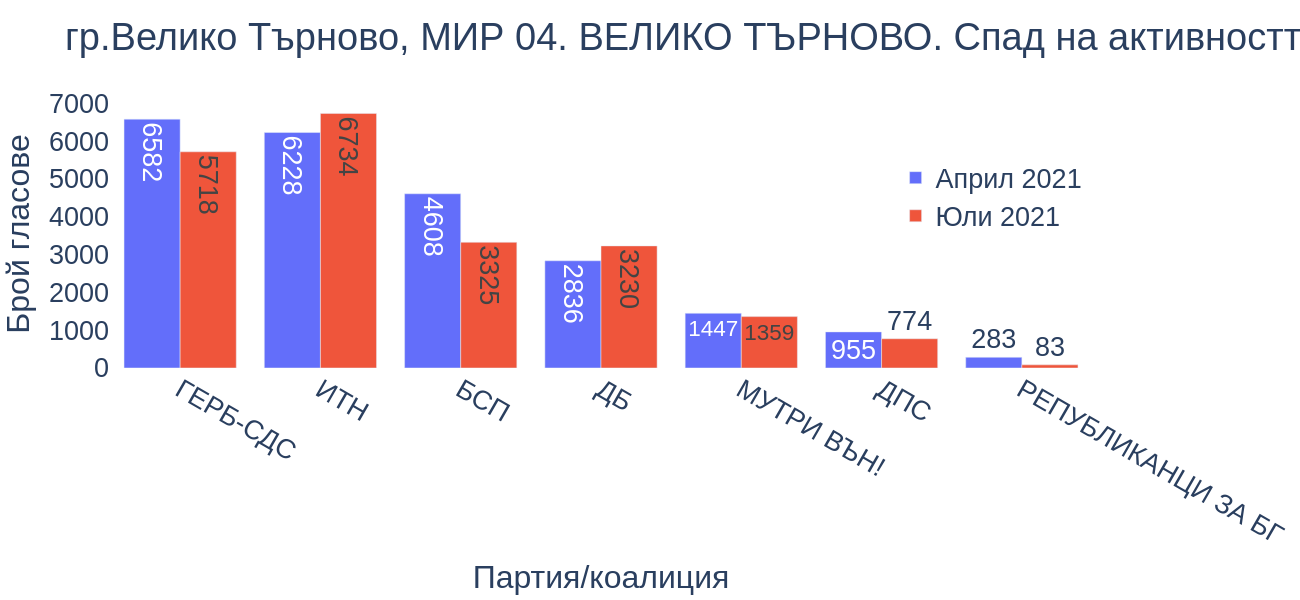 гр.Велико Търново, МИР 04. ВЕЛИКО ТЪРНОВО. Спад на активностт
7000
6000
5000
4000
3000
2000
1000
0
Брой гласове
6582
5718
6228
6734
4608
3325
2836
3230
1447
1359
955
774
283
83
Април 2021
Юли 2021
ГЕРБ-СДС
ИТН
БСП
ДБ
МУТРИ ВЪН!
ДПС
РЕПУБЛИКАНЦИ ЗА БГ
Партия/коалиция